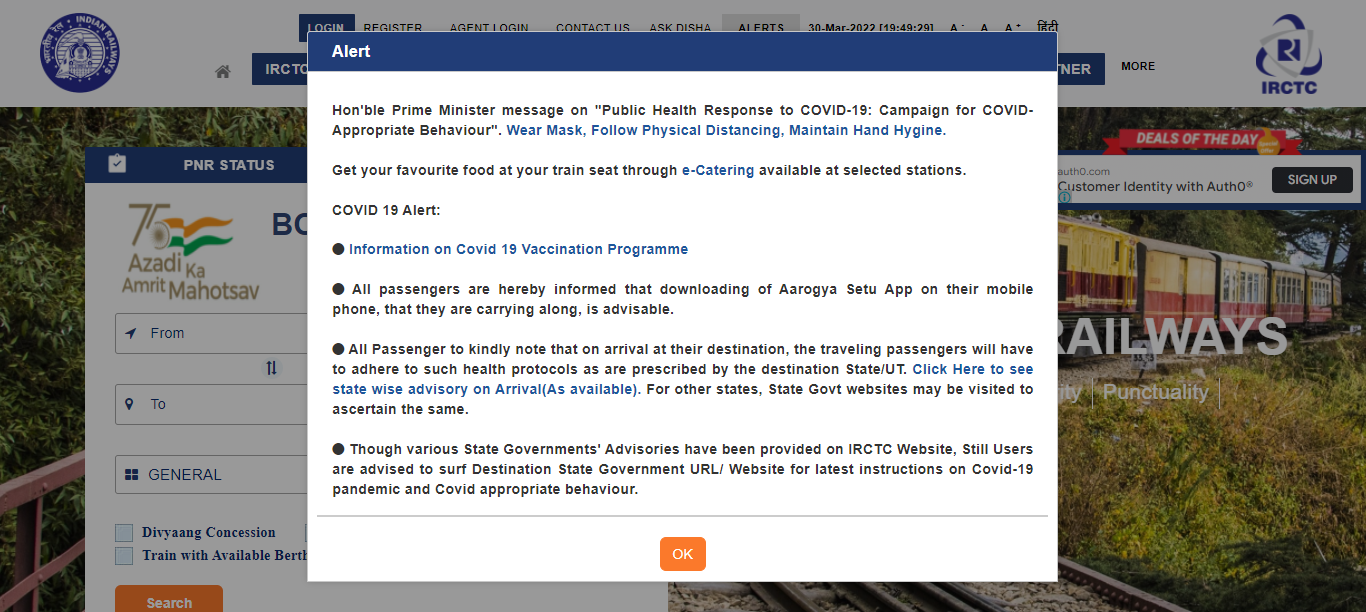 LOGIN REGISTER AGENT LOGIN CONTACT US ASK DISHA ALERTS 30-Mar-2022 [19:49:29] A - A A + हिंदी
INDIAN RAILWAYS
भारतीय रेल
IRCTC
MORE
IRCTC
Alert
Hon'ble Prime Minister message on "Public Health Response to COVID-19: Campaign for COVID-
Appropriate Behaviour". Wear Mask, Follow Physical Distancing, Maintain Hand Hygine.
Get your favourite food at your train seat through e-Catering available at selected stations.
COVID 19 Alert:
● Information on Covid 19 Vaccination Programme
● All passengers are hereby informed that downloading of Aarogya Setu App on their mobile
phone, that they are carrying along, is advisable.
● All Passenger to kindly note that on arrival at their destination, the traveling passengers will have
to adhere to such health protocols as are prescribed by the destination State/UT. Click Here to see
state wise advisory on Arrival(As available). For other states, State Govt websites may be visited to
ascertain the same.
● Though various State Governments' Advisories have been provided on IRCTC Website, Still Users
are advised to surf Destination State Government URL/ Website for latest instructions on Covid-19
pandemic and Covid appropriate behaviour.
OK
PNR STATUS
75
Azadi Ka
Amrit Mahotsav
From
To
GENERAL
Divyaang Concession
Train with Available Berth
Search
DEALS OF THE DAY
Special
Offer
auth0.com
Customer Identity with Auth0®
SIGN UP
RAILWAYS
Punctuality